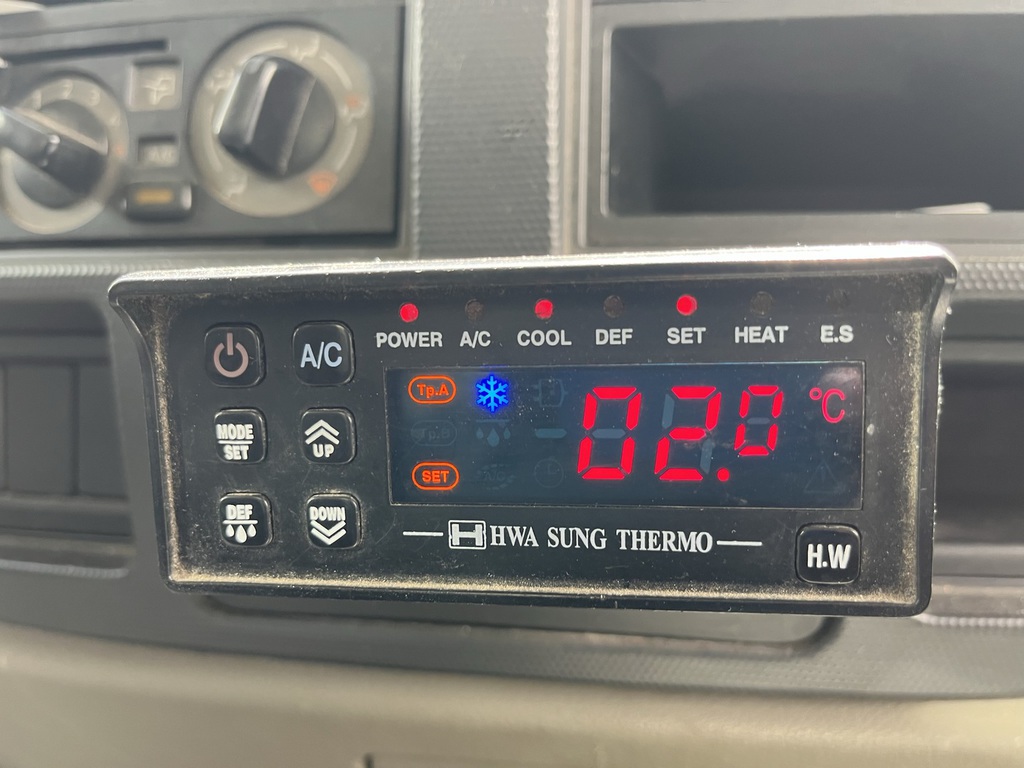 POWER A/C COOL DEF SET HEAT E.S
A/C
MODE
SET
UP
DEF
DOWN
Tp.A
SET
02.0 °C
HWA SUNG THERMO
H.W